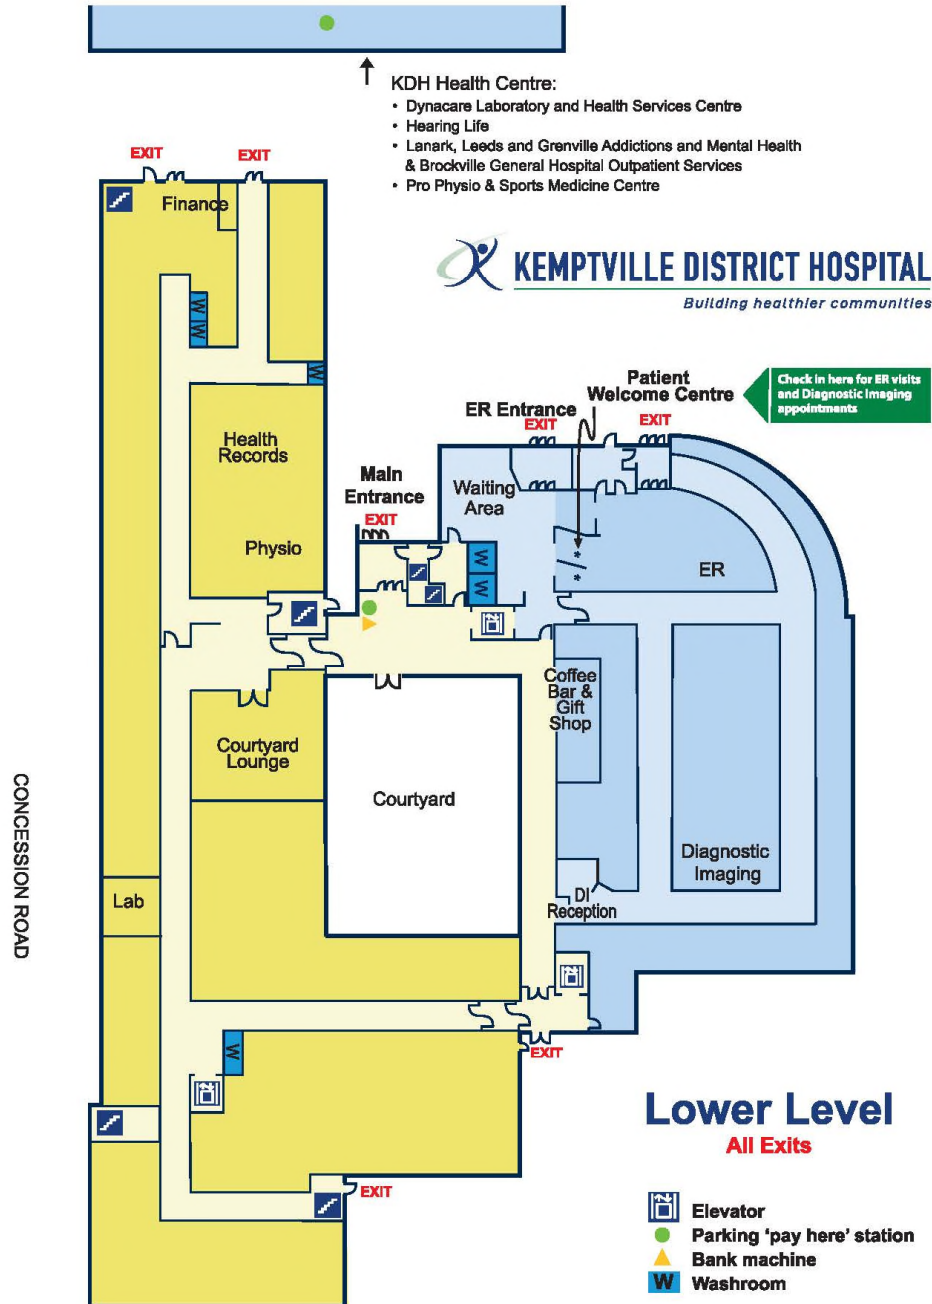 KDH Health Centre:
• Dynacare Laboratory and Health Services Centre
• Hearing Life
• Lanark, Leeds and Grenville Addictions and Mental Health
& Brockville General Hospital Outpatient Services
• Pro Physio & Sports Medicine Centre
EXIT
EXIT
Finance
KEMPTVILLE DISTRICT HOSPITAL
Building healthier communities
W
W
W
Patient
Welcome Centre
Check in here for ER visits
and Diagnostic Imaging
appointments
ER Entrance
EXIT
EXIT
Health
Records
Main
Entrance
EXIT
Waiting
Area
Physio
W
W
ER
Coffee
Bar &
Gift
Shop
Courtyard
Lounge
Courtyard
CONCESSION ROAD
Diagnostic
Imaging
Lab
DI
Reception
W
EXIT
EXIT
Lower Level
All Exits
Elevator
Parking ‘pay here’ station
Bank machine
W Washroom